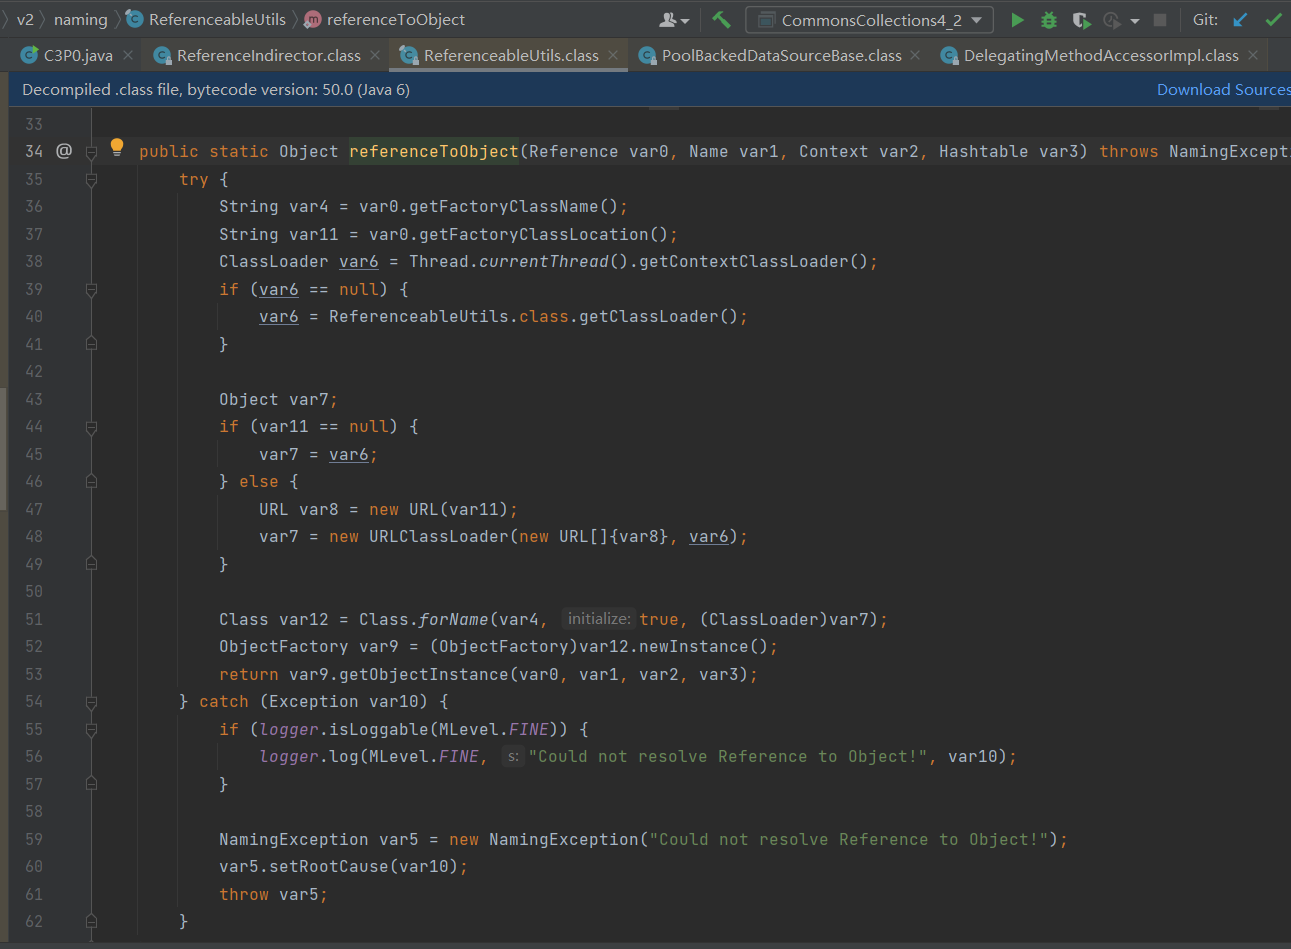 v2 naming ReferenceableUtils referenceToObject CommonsCollections4_2 Git:
C3P0.java ReferenceIndirector.class ReferenceableUtils.class PoolBackedDataSourceBase.class DelegatingMethodAccessorImpl.class
Decompiled .class file, bytecode version: 50.0 (Java 6) Download Sources
33
34 @ public static Object referenceToObject(Reference var0, Name var1, Context var2, Hashtable var3) throws NamingExcepti
35 try {
36 String var4 = var0.getFactoryClassName();
37 String var11 = var0.getFactoryClassLocation();
38 ClassLoader var6 = Thread.currentThread().getContextClassLoader();
39 if (var6 == null) {
40 var6 = ReferenceableUtils.class.getClassLoader();
41 }
42
43 Object var7;
44 if (var11 == null) {
45 var7 = var6;
46 } else {
47 URL var8 = new URL(var11);
48 var7 = new URLClassLoader(new URL[]{var8}, var6);
49 }
50
51 Class var12 = Class.forName(var4, initialize: true, (ClassLoader)var7);
52 ObjectFactory var9 = (ObjectFactory)var12.newInstance();
53 return var9.getObjectInstance(var0, var1, var2, var3);
54 } catch (Exception var10) {
55 if (logger.isLoggable(MLevel.FINE)) {
56 logger.log(MLevel.FINE, s: "Could not resolve Reference to Object!", var10);
57 }
58
59 NamingException var5 = new NamingException("Could not resolve Reference to Object!");
60 var5.setRootCause(var10);
61 throw var5;
62 }